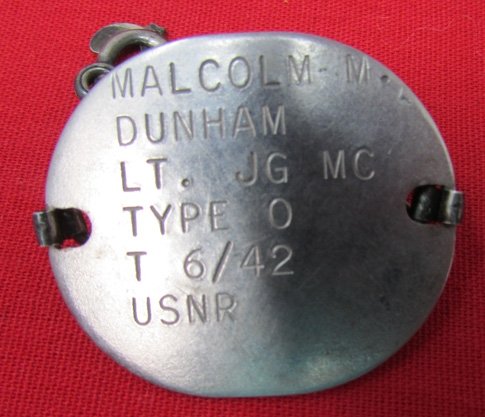 MALCOLM M.
DUNHAM
LT. JG MC
TYPE O
T 6/42
USNR